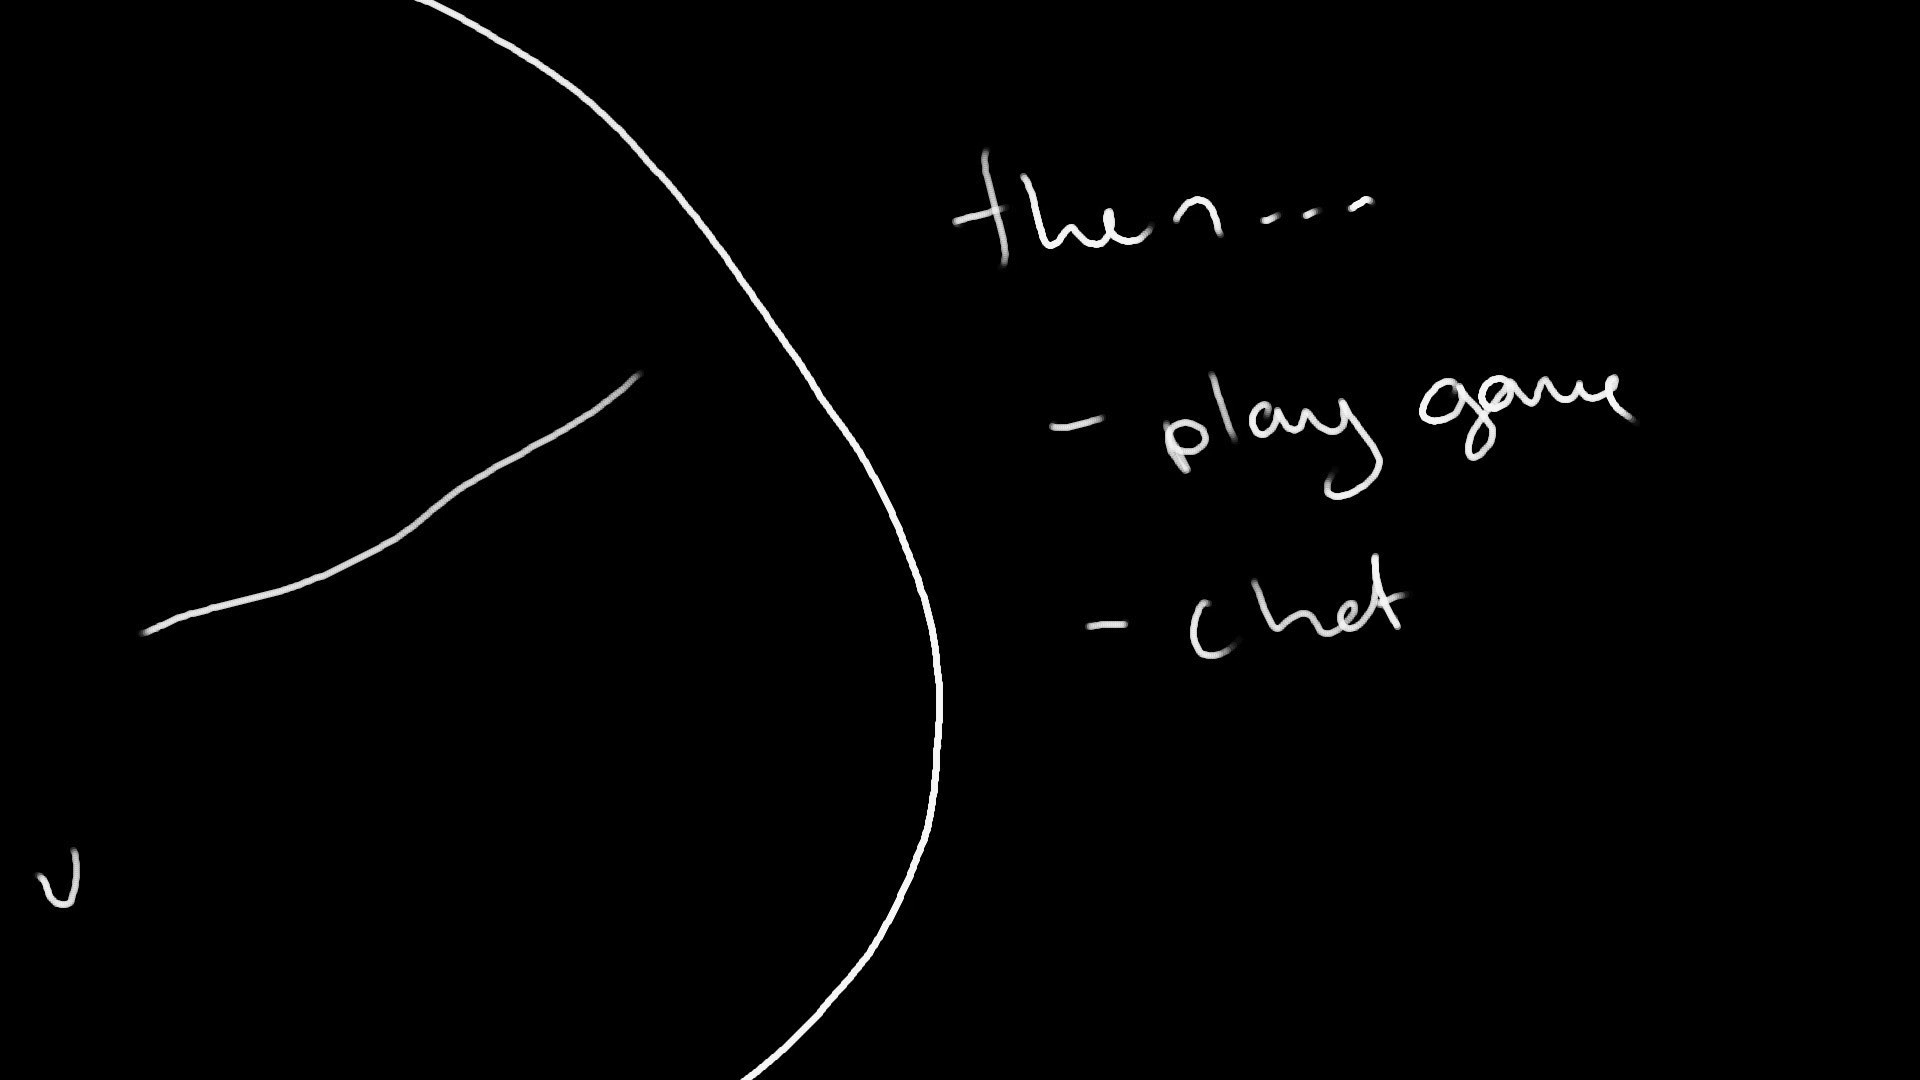 then...
- play game
- chat